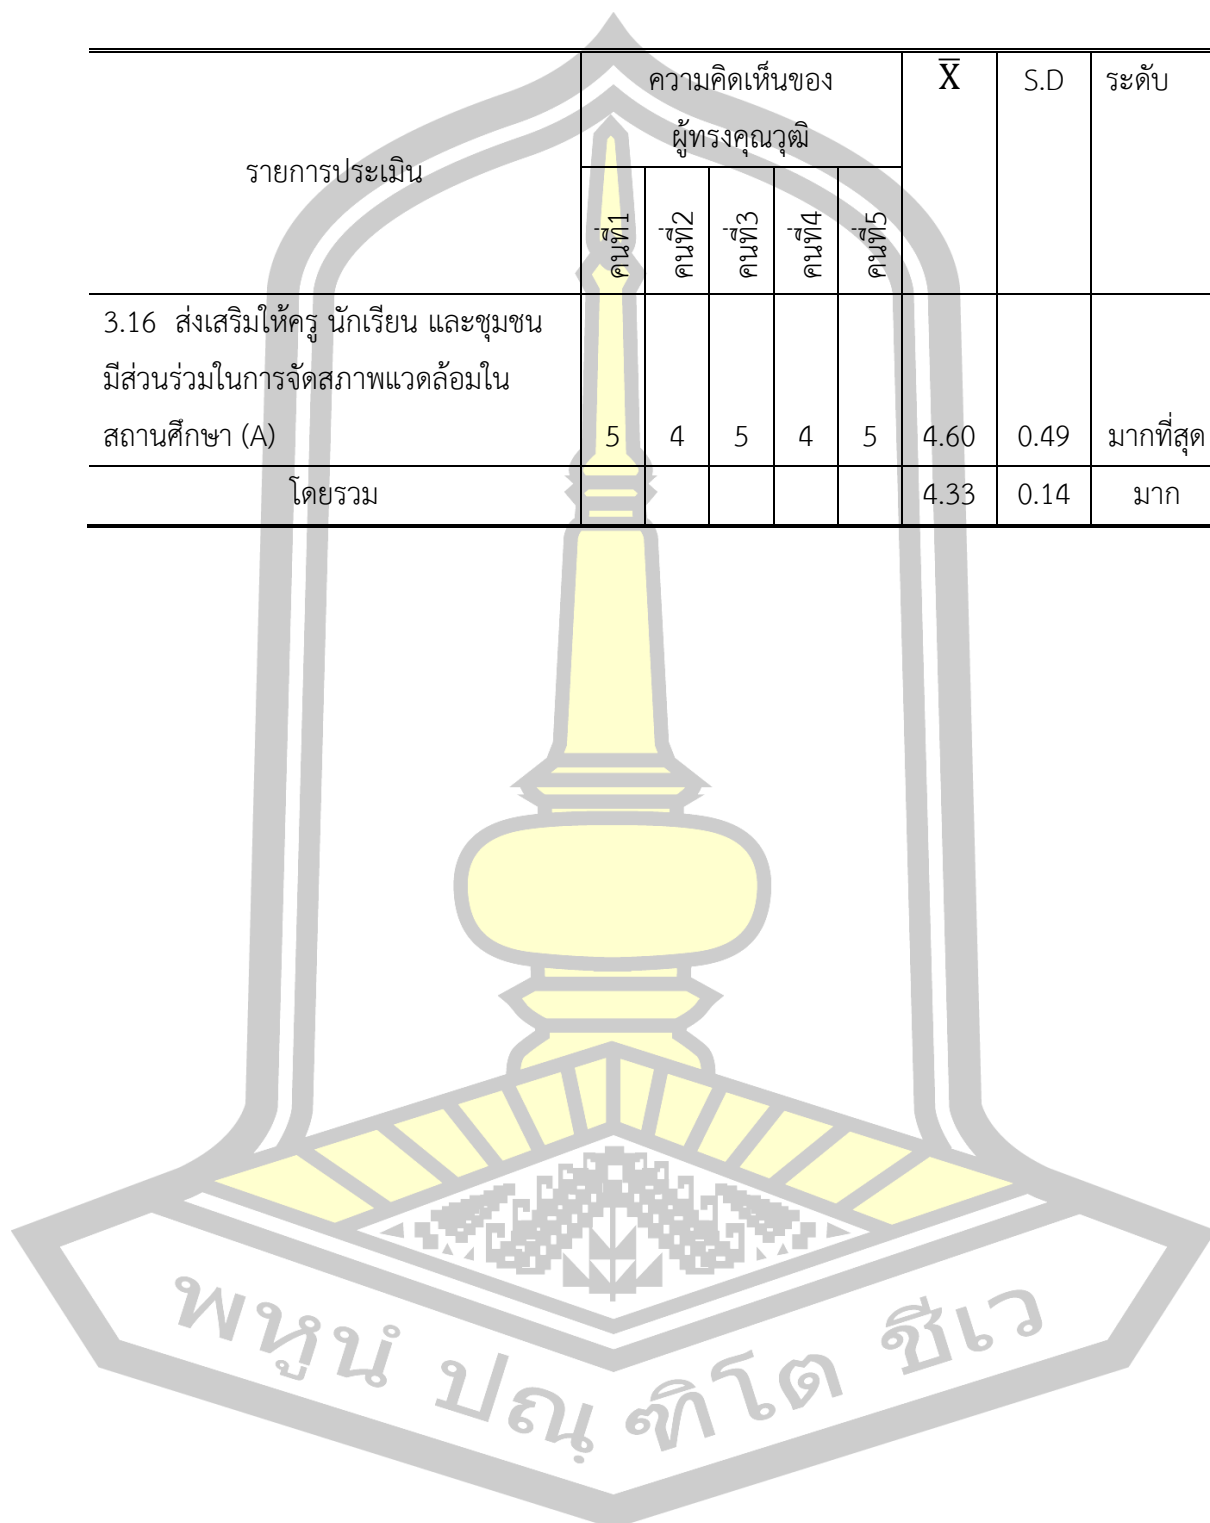 รายการประเมิน
ความคิดเห็นของ
ผู้ทรงคุณวุฒิ
X̅ S.D ระดับ
คนที่1 คนที่2 คนที่3 คนที่4 คนที่5
3.16 ส่งเสริมให้ครู นักเรียน และชุมชน
มีส่วนร่วมในการจัดสภาพแวดล้อมใน
สถานศึกษา (A) 5 4 5 4 5 4.60 0.49 มากที่สุด
โดยรวม 4.33 0.14 มาก
พหูนํ ปณฺฑิโต ชีเว